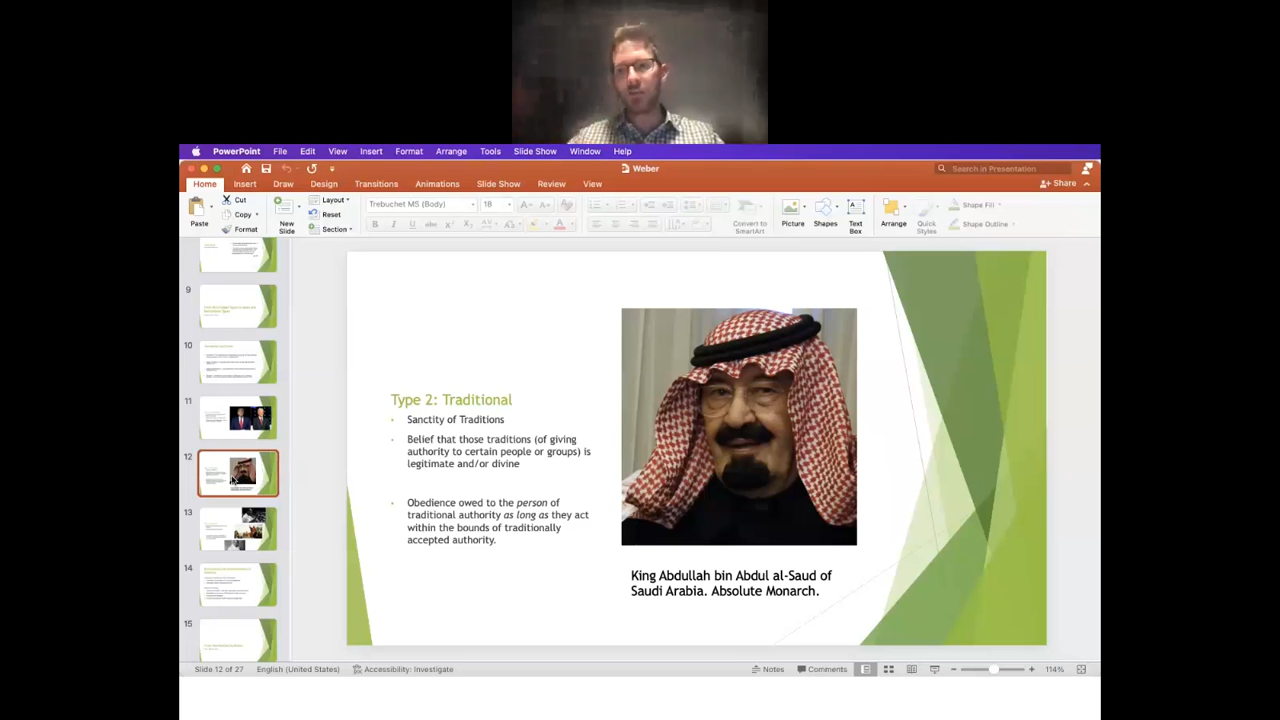 PowerPoint File Edit View Insert Format Arrange Tools Slide Show Window Help
Weber
Search in Presentation
Home Insert Draw Design Transitions Animations Slide Show Review View
Share
Paste
Cut
Copy
Format
New
Slide
Layout
Reset
Section
Trebuchet MS (Body)
18
Convert to
SmartArt
Picture
Shapes
Text
Box
Arrange
Quick
Styles
Shape Fill
Shape Outline
9
10
11
12
13
14
15
Type 2: Traditional
Sanctity of Traditions
Belief that those traditions (of giving
authority to certain people or groups) is
legitimate and/or divine
Obedience owed to the person of
traditional authority as long as they act
within the bounds of traditionally
accepted authority.
King Abdullah bin Abdul al-Saud of
Saudi Arabia. Absolute Monarch.
Slide 12 of 27 English (United States) Accessibility: Investigate
Notes Comments 114%